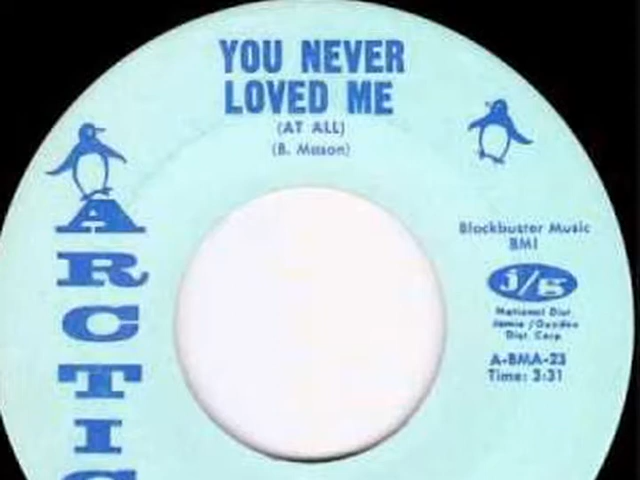 YOU NEVER
LOVED ME
(AT ALL)
(B. Mason)
ARCTIC
Blockbuster Music
BMI
j/g
National Dist
Jamie/Guyden
Dist. Corp.
A-BMA-23
Time: 3:31